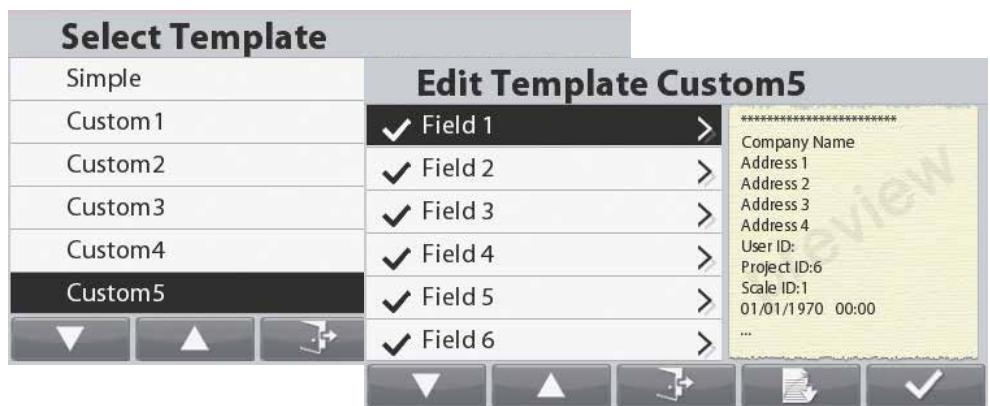 Select Template
Simple
Custom1
Custom2
Custom3
Custom4
Custom5
Edit Template Custom5
Field 1
Field 2
Field 3
Field 4
Field 5
Field 6
************************
Company Name
Address 1
Address 2
Address 3
Address 4
User ID:
Project ID:6
Scale ID:1
01/01/1970 00:00
...